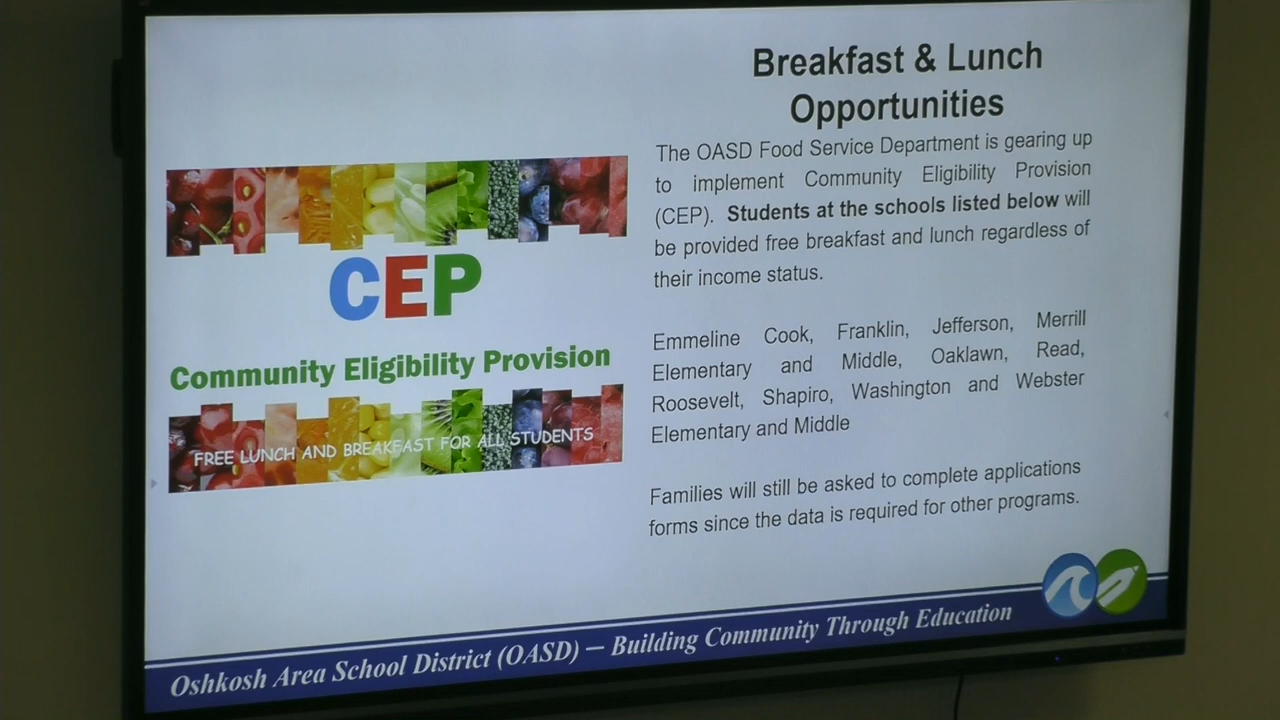 Breakfast & Lunch
Opportunities
The OASD Food Service Department is gearing up
to implement Community Eligibility Provision
(CEP). Students at the schools listed below will
be provided free breakfast and lunch regardless of
their income status.
Emmeline Cook, Franklin, Jefferson, Merrill
Elementary and Middle, Oaklawn, Read,
Roosevelt, Shapiro, Washington and Webster
Elementary and Middle
Families will still be asked to complete applications
forms since the data is required for other programs.
CEP
Community Eligibility Provision
FREE LUNCH AND BREAKFAST FOR ALL STUDENTS
Oshkosh Area School District (OASD) — Building Community Through Education